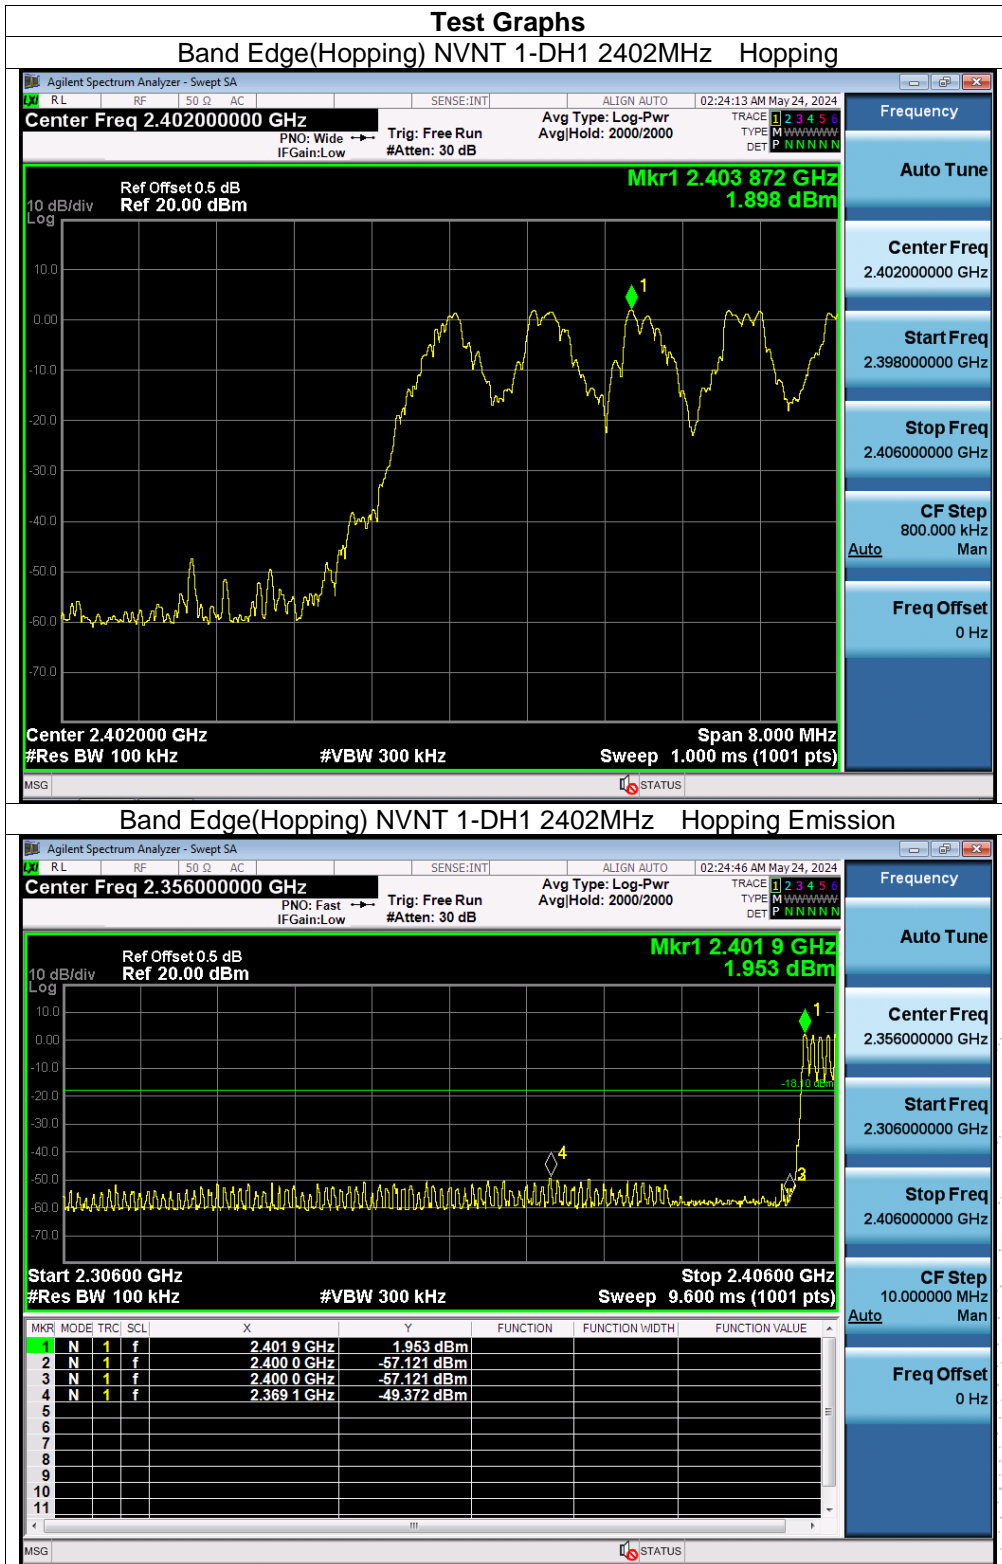 Test Graphs
Band Edge(Hopping) NVNT 1-DH1 2402MHz Hopping
Agilent Spectrum Analyzer - Swept SA
LXI RL RF 50 Ω AC SENSE:INT ALIGN AUTO 02:24:13 AM May 24, 2024
Center Freq 2.402000000 GHz
PNO: Wide
IFGain:Low
Trig: Free Run
#Atten: 30 dB
Avg Type: Log-Pwr
Avg|Hold: 2000/2000
TRACE 1 2 3 4 5 6
TYPE M WWWWW
DET P N N N N N
Frequency
Auto Tune
Center Freq
2.402000000 GHz
Start Freq
2.398000000 GHz
Stop Freq
2.406000000 GHz
CF Step
800.000 kHz
Auto Man
Freq Offset
0 Hz
Ref Offset 0.5 dB
10 dB/div Ref 20.00 dBm
Log
Mkr1 2.403 872 GHz
1.898 dBm
1
10.0
0.00
-10.0
-20.0
-30.0
-40.0
-50.0
-60.0
-70.0
Center 2.402000 GHz Span 8.000 MHz
#Res BW 100 kHz #VBW 300 kHz Sweep 1.000 ms (1001 pts)
MSG STATUS
Band Edge(Hopping) NVNT 1-DH1 2402MHz Hopping Emission
Agilent Spectrum Analyzer - Swept SA
LXI RL RF 50 Ω AC SENSE:INT ALIGN AUTO 02:24:46 AM May 24, 2024
Center Freq 2.356000000 GHz
PNO: Fast
IFGain:Low
Trig: Free Run
#Atten: 30 dB
Avg Type: Log-Pwr
Avg|Hold: 2000/2000
TRACE 1 2 3 4 5 6
TYPE M WWWWW
DET P N N N N N
Frequency
Auto Tune
Center Freq
2.356000000 GHz
Start Freq
2.306000000 GHz
Stop Freq
2.406000000 GHz
CF Step
10.000000 MHz
Auto Man
Freq Offset
0 Hz
Ref Offset 0.5 dB
10 dB/div Ref 20.00 dBm
Log
Mkr1 2.401 9 GHz
1.953 dBm
1
-18.10 dBm
4
3
10.0
0.00
-10.0
-20.0
-30.0
-40.0
-50.0
-60.0
-70.0
Start 2.30600 GHz Stop 2.40600 GHz
#Res BW 100 kHz #VBW 300 kHz Sweep 9.600 ms (1001 pts)
MKR MODE TRC SCL X Y FUNCTION FUNCTION WIDTH FUNCTION VALUE
1 N 1 f 2.401 9 GHz 1.953 dBm
2 N 1 f 2.400 0 GHz -57.121 dBm
3 N 1 f 2.400 0 GHz -57.121 dBm
4 N 1 f 2.369 1 GHz -49.372 dBm
5
6
7
8
9
10
11
MSG STATUS